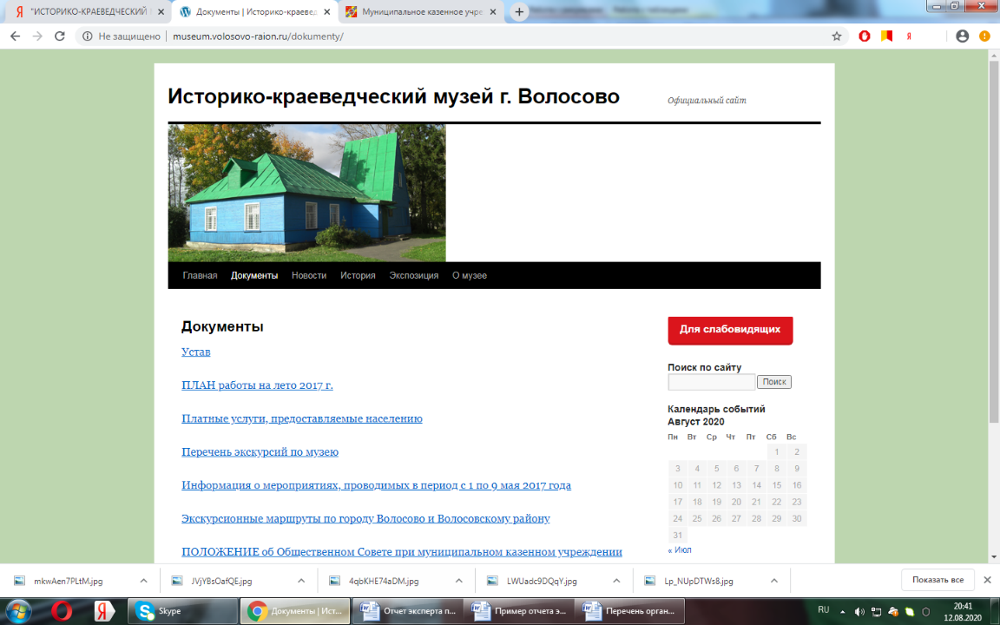 "ИСТОРИКО-КРАЕВЕДЧЕСКИЙ
Документы | Историко-краевед
Муниципальное казенное учре
Не защищено
museum.volosovo-raion.ru/dokumenty/
Историко-краеведческий музей г. Волосово
Официальный сайт
Главная Документы Новости История Экспозиция О музее
Документы
Устав
ПЛАН работы на лето 2017 г.
Платные услуги, предоставляемые населению
Перечень экскурсий по музею
Информация о мероприятиях, проводимых в период с 1 по 9 мая 2017 года
Экскурсионные маршруты по городу Волосово и Волосовскому району
ПОЛОЖЕНИЕ об Общественном Совете при муниципальном казенном учреждении
Для слабовидящих
Поиск по сайту
Поиск
Календарь событий
Август 2020
Пн Вт Ср Чт Пт Сб Вс
1 2
3 4 5 6 7 8 9
10 11 12 13 14 15 16
17 18 19 20 21 22 23
24 25 26 27 28 29 30
31
« Июл
mkwAen7PLtM.jpg
JVjYBsOafQE.jpg
4qbKHE74aDM.jpg
LWUadc9DQqY.jpg
Lp_NUpDTWs8.jpg
Показать все
Skype
Документы | Ист...
Отчет эксперта п...
Пример отчета э...
Перечень орган...
RU
20:41
12.08.2020